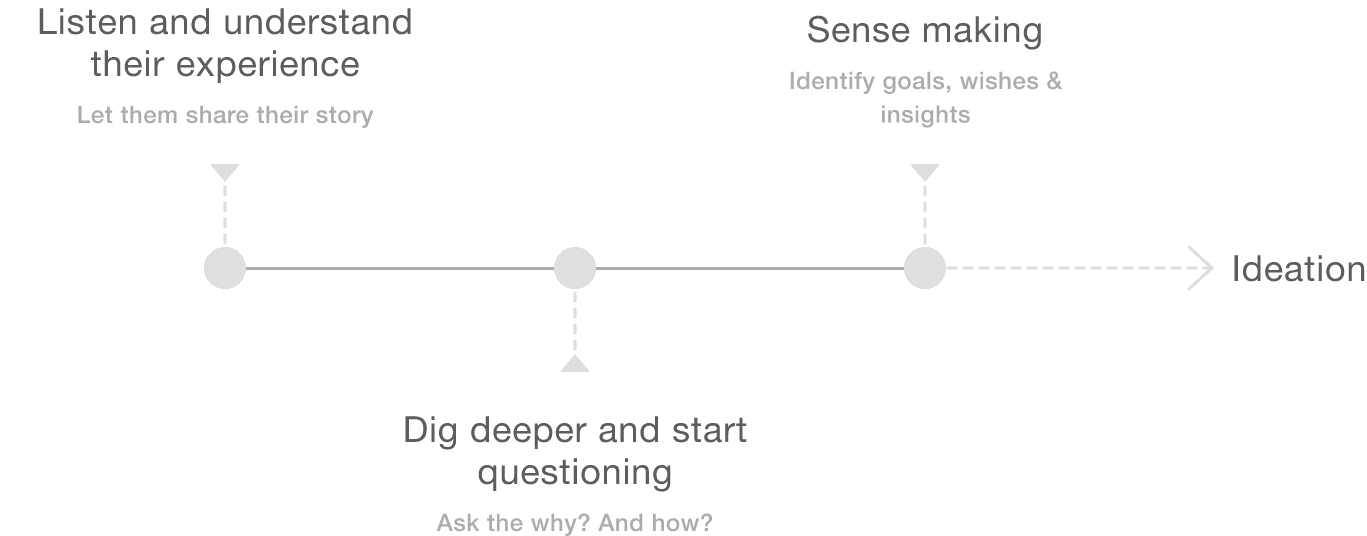 Listen and understand
their experience
Let them share their story
Sense making
Identify goals, wishes &
insights
Ideation
Dig deeper and start
questioning
Ask the why? And how?